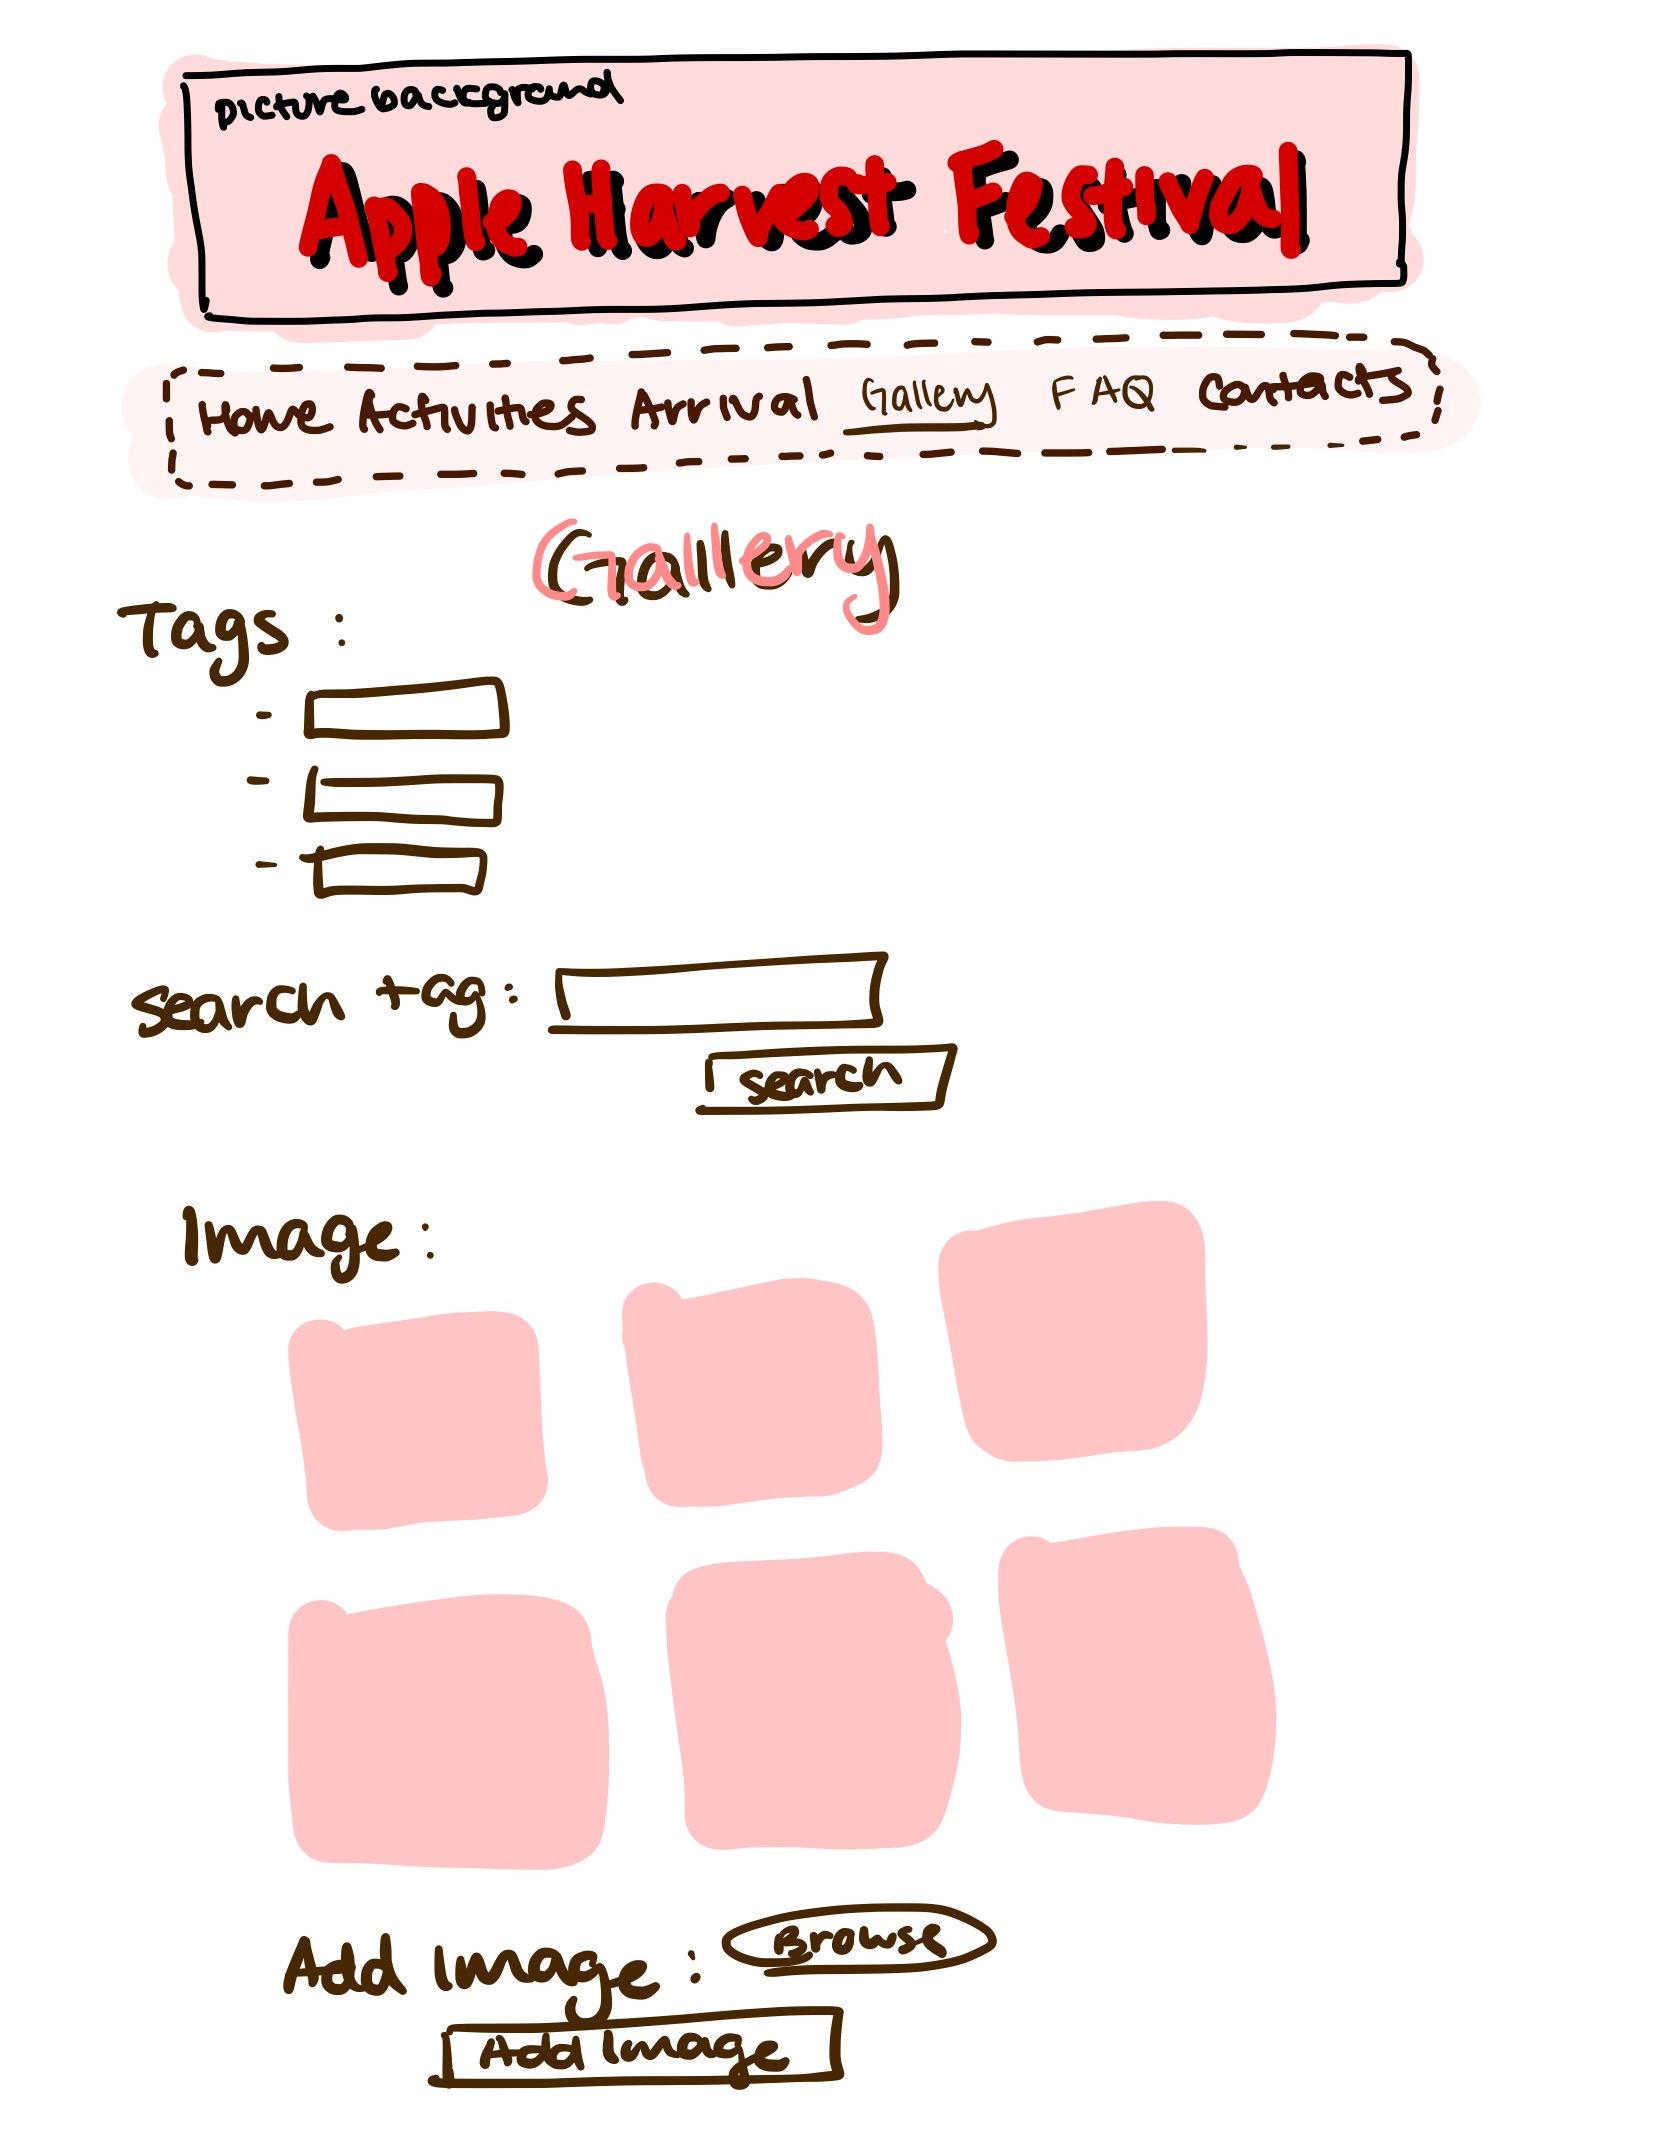 picture background
Apple Harvest Festival
Home Activities Arrival Gallery FAQ Contacts
Gallery
Tags :
-
-
-
search tag :
search
Image :
Add Image : Browse
Add Image